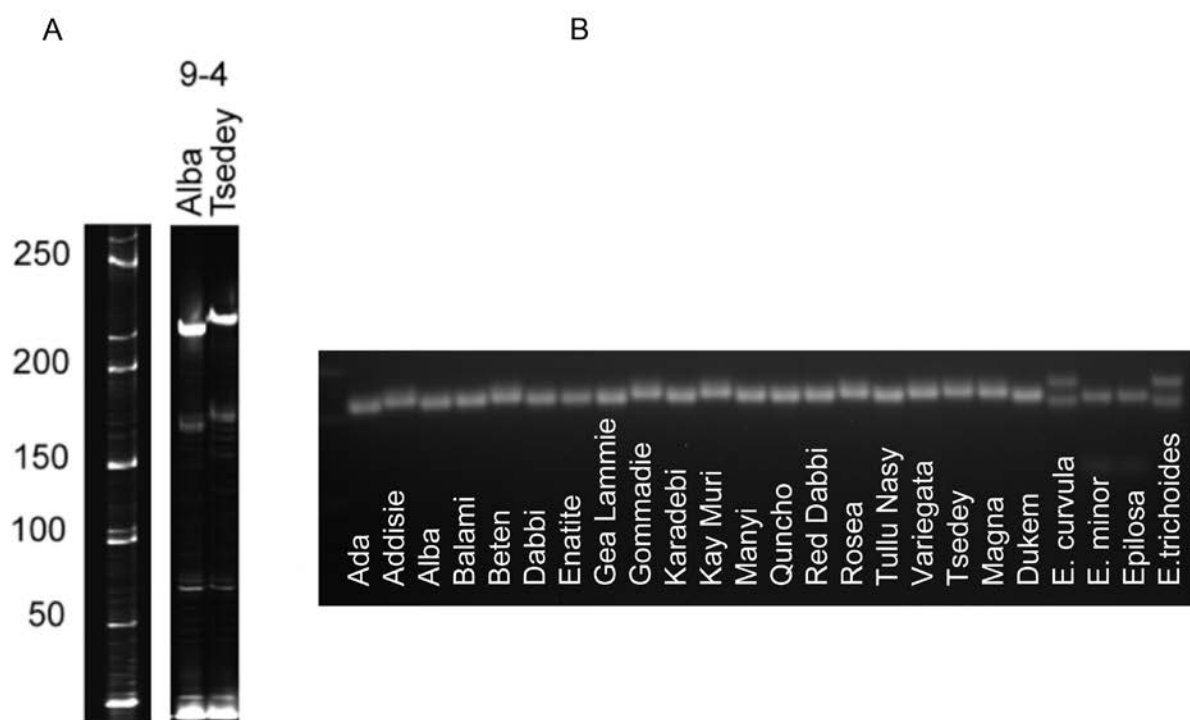 A
B
9-4
Alba
Tsedey
250
200
150
100
50
Ada
Addisie
Alba
Balami
Beten
Dabbi
Enatite
Gea Lammie
Gommadie
Karadebi
Kay Muri
Manyi
Quncho
Red Dabbi
Rosea
Tullu Nasy
Variegata
Tsedey
Magna
Dukem
E. curvula
E. minor
Epilosa
E.trichoides